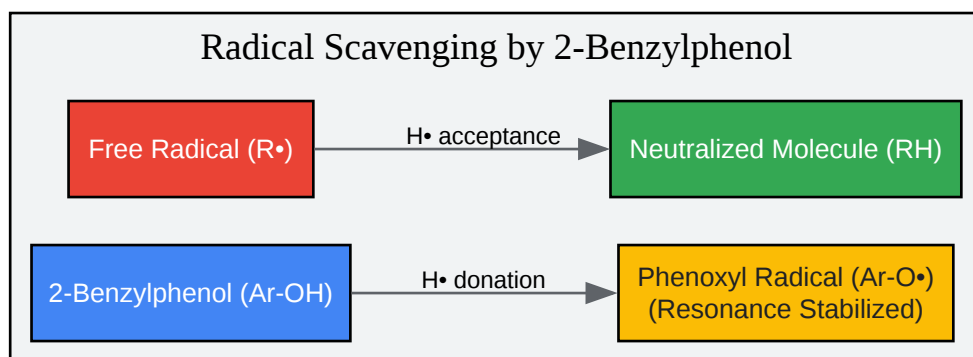 Radical Scavenging by 2-Benzylphenol
Free Radical (R•)
H• acceptance
Neutralized Molecule (RH)
2-Benzylphenol (Ar-OH)
H• donation
Phenoxyl Radical (Ar-O•)
(Resonance Stabilized)